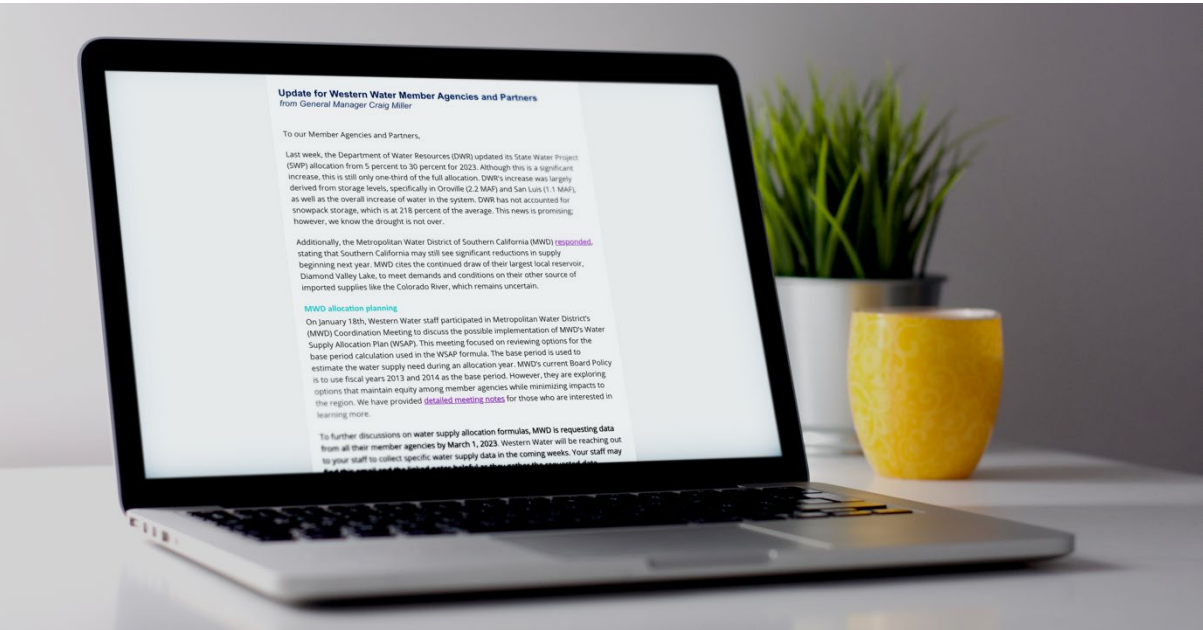 Update for Western Water Member Agencies and Partners
from General Manager Craig Miller
To our Member Agencies and Partners,
Last week, the Department of Water Resources (DWR) updated its State Water Project
(SWP) allocation from 5 percent to 30 percent for 2023. Although this is a significant
increase, this is still only one-third of the full allocation. DWR's increase was largely
derived from storage levels, specifically in Oroville (2.2 MAF) and San Luis (1.1 MAF),
as well as the overall increase of water in the system. DWR has not accounted for
snowpack storage, which is at 218 percent of the average. This news is promising;
however, we know the drought is not over.
Additionally, the Metropolitan Water District of Southern California (MWD) responded,
stating that Southern California may still see significant reductions in supply
beginning next year. MWD cites the continued draw of their largest local reservoir,
Diamond Valley Lake, to meet demands and conditions on their other source of
imported supplies like the Colorado River, which remains uncertain.
MWD allocation planning
On January 18th, Western Water staff participated in Metropolitan Water District's
(MWD) Coordination Meeting to discuss the possible implementation of MWD's Water
Supply Allocation Plan (WSAP). This meeting focused on reviewing options for the
base period calculation used in the WSAP formula. The base period is used to
estimate the water supply need during an allocation year. MWD's current Board Policy
is to use fiscal years 2013 and 2014 as the base period. However, they are exploring
options that maintain equity among member agencies while minimizing impacts to
the region. We have provided detailed meeting notes for those who are interested in
learning more.
To further discussions on water supply allocation formulas, MWD is requesting data
from all their member agencies by March 1, 2023. Western Water will be reaching out
to your staff to collect specific water supply data in the coming weeks. Your staff may
find this email and the linked notes helpful as they gather the requested data